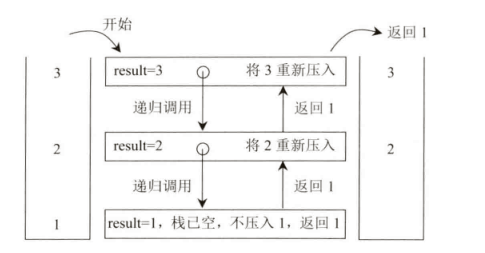 开始
返回 1
3
result=3
将 3 重新压入
3
递归调用
返回 1
2
result=2
将 2 重新压入
2
递归调用
返回 1
1
result=1，栈已空，不压入 1，返回 1